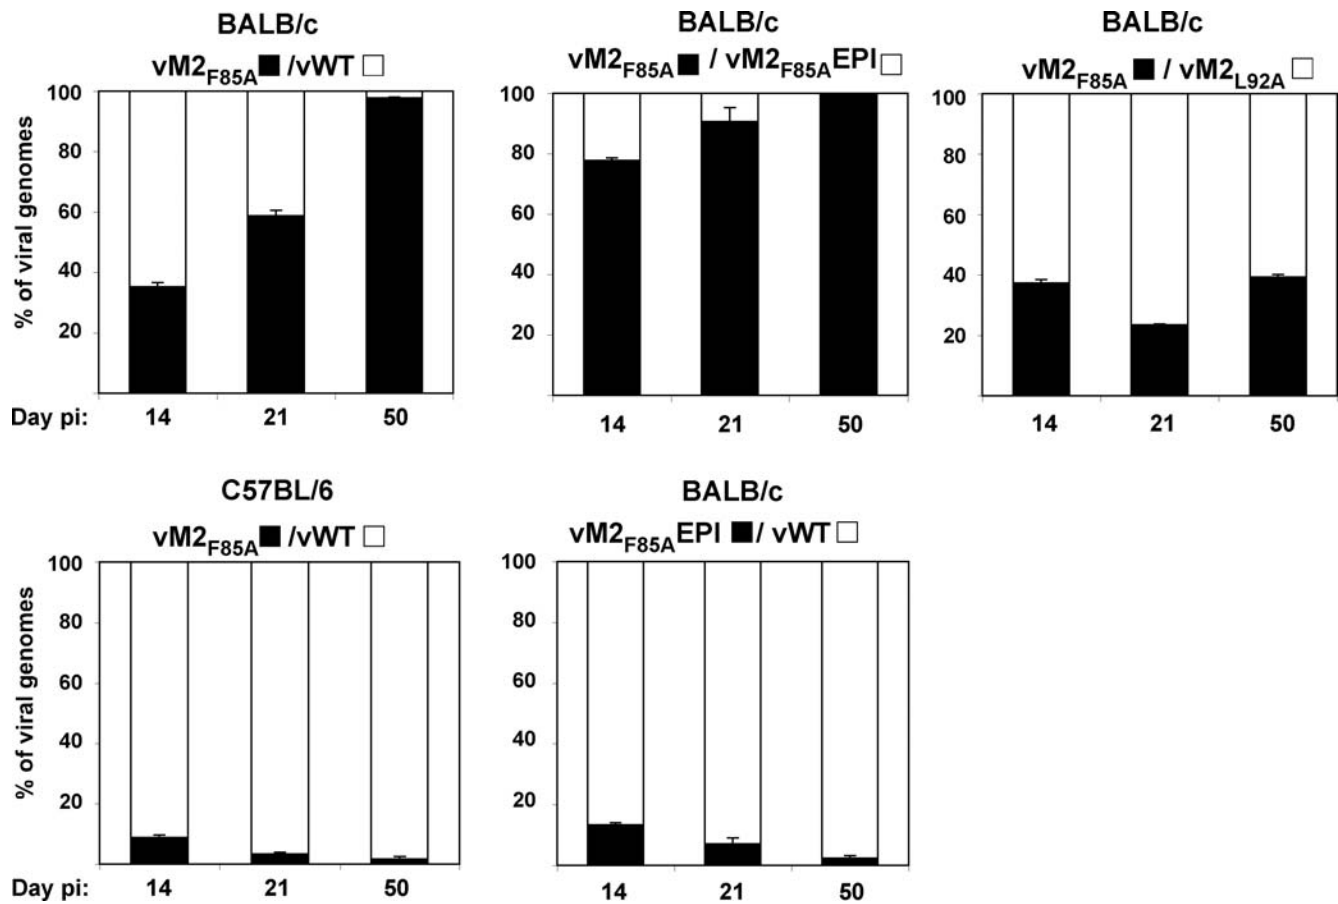 BALB/c
vM2F85A ■ /vWT □
% of viral genomes
100
80
60
40
20
Day pi: 14 21 50
BALB/c
vM2F85A ■ / vM2F85AEPI □
100
80
60
40
20
14 21 50
BALB/c
vM2F85A ■ / vM2L92A □
100
80
60
40
20
14 21 50
C57BL/6
vM2F85A ■ /vWT □
% of viral genomes
100
80
60
40
20
Day pi: 14 21 50
BALB/c
vM2F85AEPI ■ / vWT □
100
80
60
40
20
14 21 50